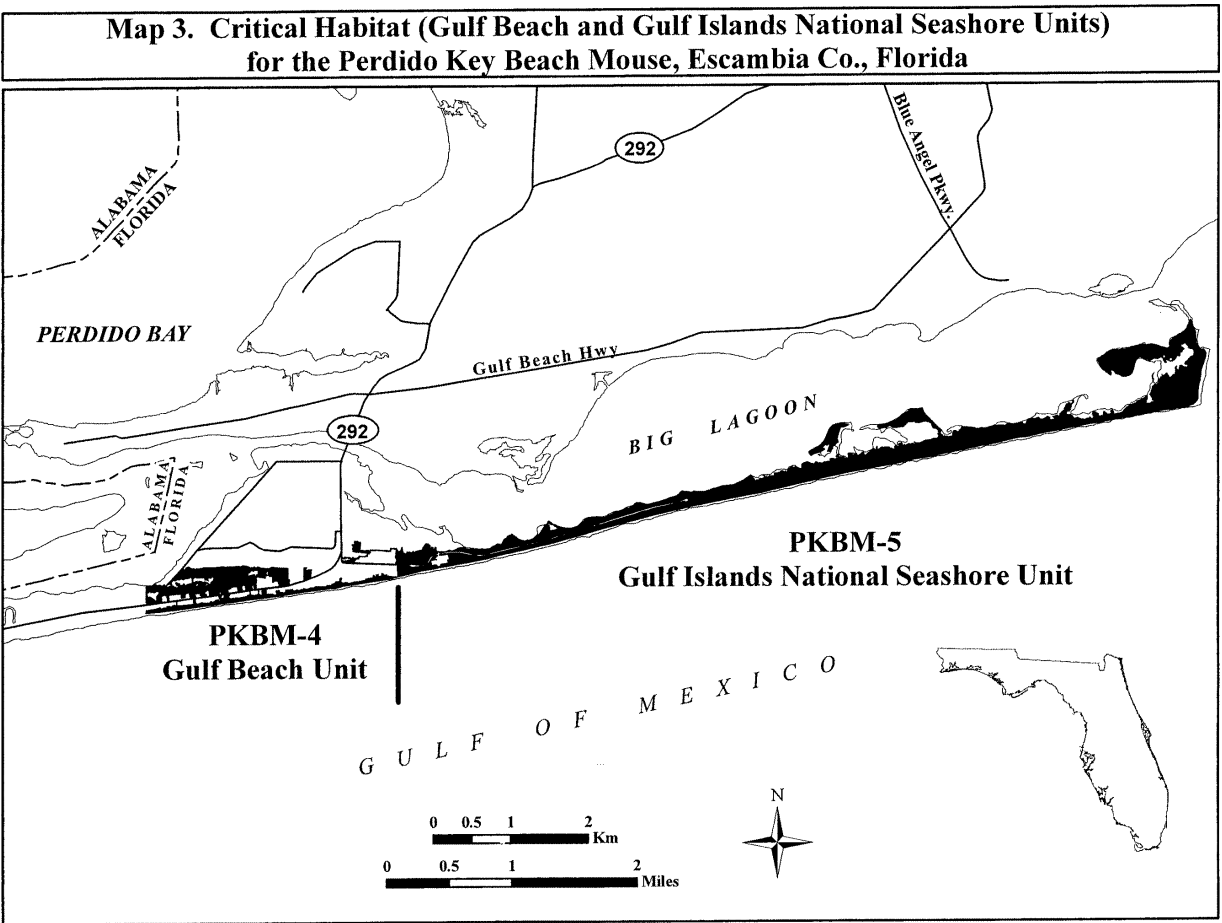 Map 3. Critical Habitat (Gulf Beach and Gulf Islands National Seashore Units)
for the Perdido Key Beach Mouse, Escambia Co., Florida
292
Blue Angel Pkwy.
ALABAMA
FLORIDA
PERDIDO BAY
Gulf Beach Hwy
292
BIG LAGOON
ALABAMA
FLORIDA
PKBM-5
Gulf Islands National Seashore Unit
PKBM-4
Gulf Beach Unit
GULF OF MEXICO
N
0 0.5 1 2
Km
0 0.5 1 2
Miles